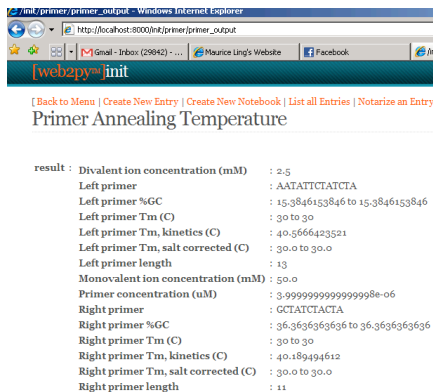 /init/primer/primer_output - Windows Internet Explorer
http://localhost:8000/init/primer/primer_output
Gmail - Inbox (29842) - ... Maurice Ling's Website Facebook /in
[web2py™]init
[ Back to Menu | Create New Entry | Create New Notebook | List all Entries | Notarize an Entry
Primer Annealing Temperature
result : Divalent ion concentration (mM) : 2.5
Left primer : AATATTCTATCTA
Left primer %GC : 15.3846153846 to 15.3846153846
Left primer Tm (C) : 30 to 30
Left primer Tm, kinetics (C) : 40.5666423521
Left primer Tm, salt corrected (C) : 30.0 to 30.0
Left primer length : 13
Monovalent ion concentration (mM) : 50.0
Primer concentration (uM) : 3.9999999999999998e-06
Right primer : GCTATCTACTA
Right primer %GC : 36.3636363636 to 36.3636363636
Right primer Tm (C) : 30 to 30
Right primer Tm, kinetics (C) : 40.189494612
Right primer Tm, salt corrected (C) : 30.0 to 30.0
Right primer length : 11